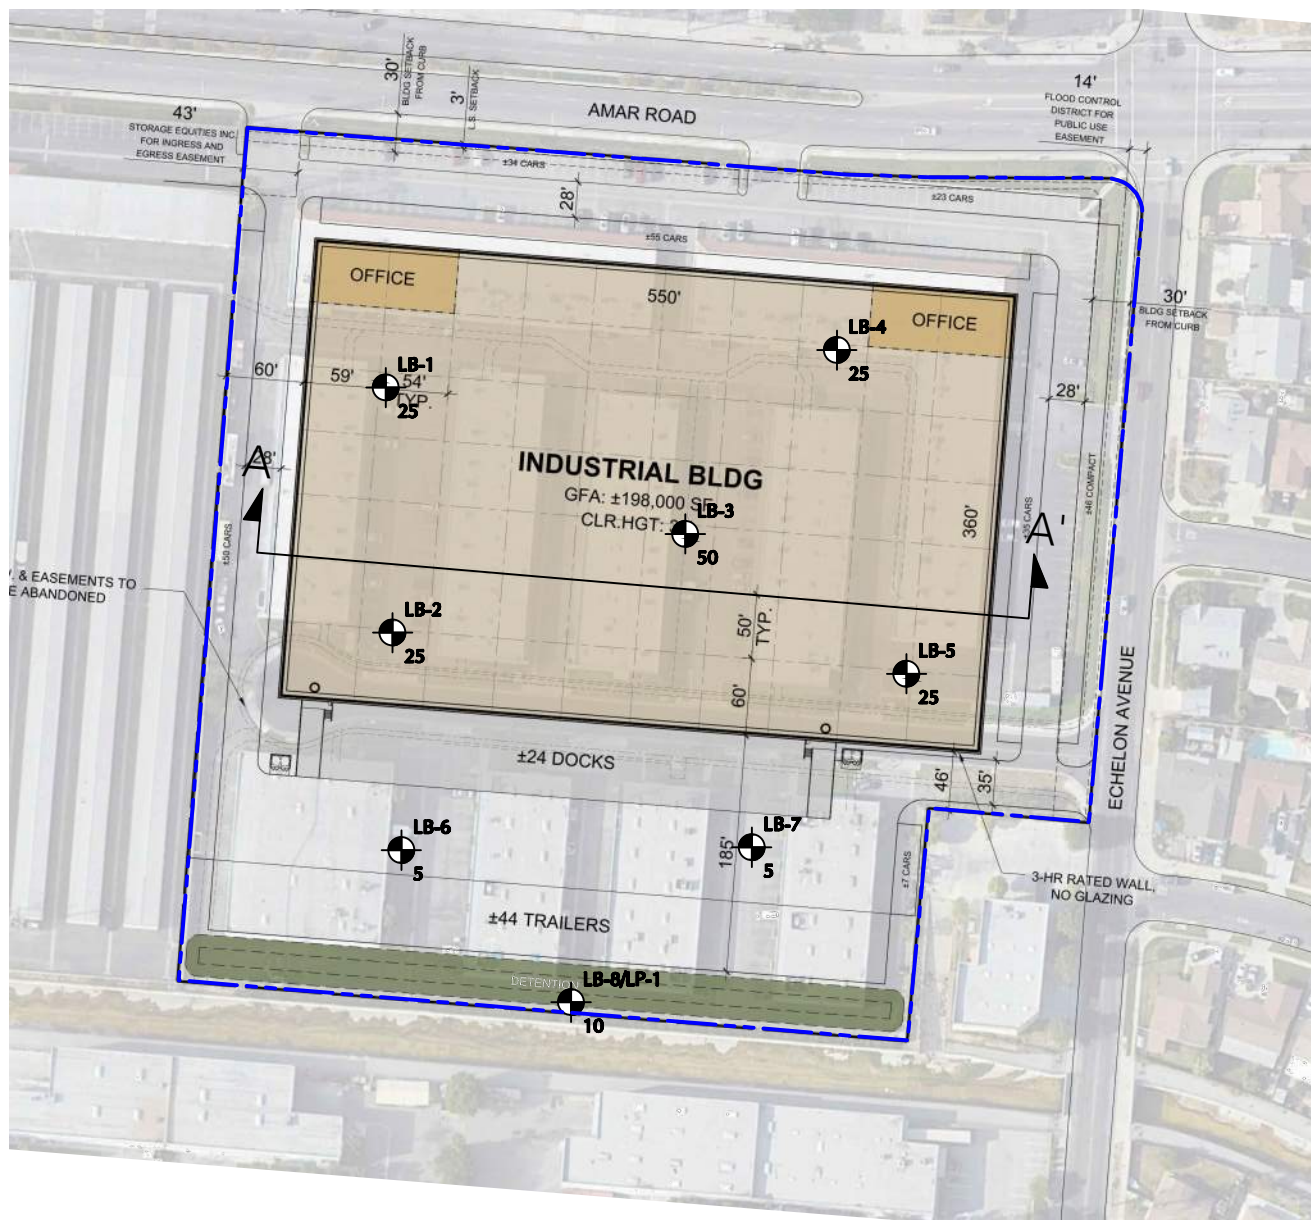 30'
BLDG SETBACK
FROM CURB
3'
LS. SETBACK
AMAR ROAD
14'
FLOOD CONTROL
DISTRICT FOR
PUBLIC USE
EASEMENT
43'
STORAGE EQUITIES INC
FOR INGRESS AND
EGRESS EASEMENT
±34 CARS
28'
±23 CARS
±55 CARS
OFFICE
550'
OFFICE
30'
BLDG SETBACK
FROM CURB
LB-4
25
60'
59'
LB-1
54'
TYP.
25
28'
A
28'
INDUSTRIAL BLDG
GFA: ±198,000 SF
CLR.HGT:
LB-3
50
360'
±35 CARS
A'
±46 COMPACT
±50 CARS
& EASEMENTS TO
ABANDONED
LB-2
25
50'
TYP.
60'
LB-5
25
ECHELON AVENUE
±24 DOCKS
46'
35'
LB-6
5
LB-7
5
185'
±7 CARS
3-HR RATED WALL,
NO GLAZING
±44 TRAILERS
DETENTION
LB-8/LP-1
10